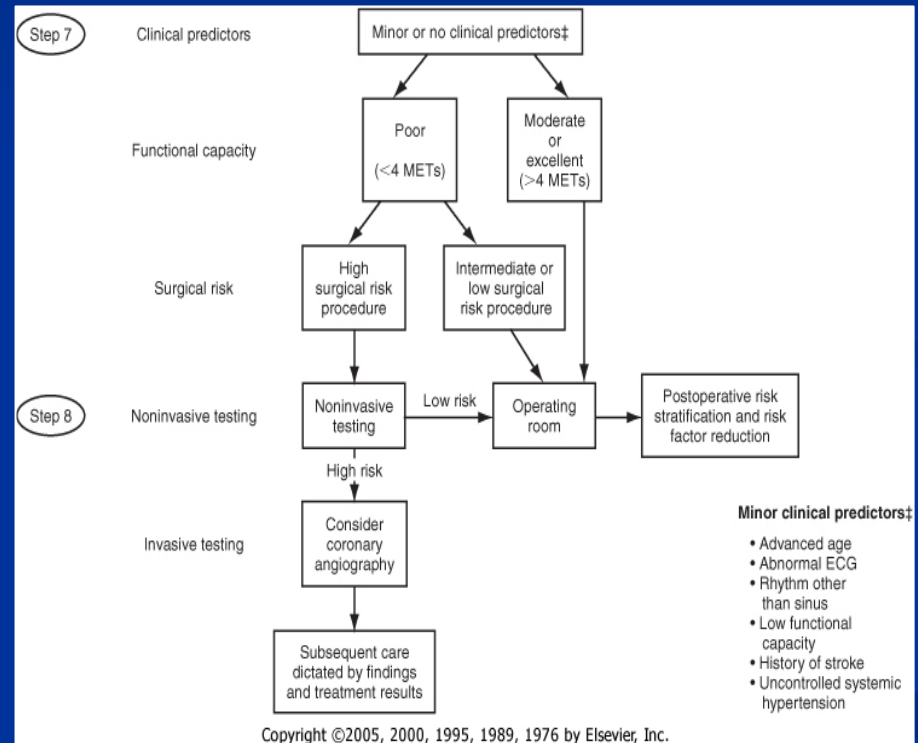 Step 7
Clinical predictors
Minor or no clinical predictors‡
Functional capacity
Poor
(<4 METs)
Moderate
or
excellent
(>4 METs)
Surgical risk
High
surgical risk
procedure
Intermediate or
low surgical
risk procedure
Step 8
Noninvasive testing
Noninvasive
testing
Low risk
Operating
room
Postoperative risk
stratification and risk
factor reduction
High risk
Invasive testing
Consider
coronary
angiography
Subsequent care
dictated by findings
and treatment results
Minor clinical predictors‡
• Advanced age
• Abnormal ECG
• Rhythm other
than sinus
• Low functional
capacity
• History of stroke
• Uncontrolled systemic
hypertension
Copyright ©2005, 2000, 1995, 1989, 1976 by Elsevier, Inc.